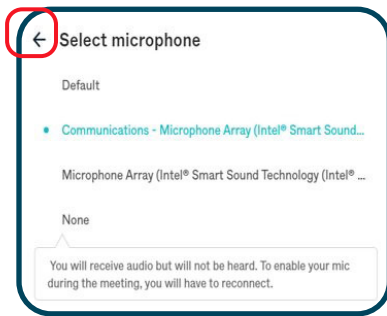 Select microphone
Default
Communications - Microphone Array (Intel® Smart Sound...
Microphone Array (Intel® Smart Sound Technology (Intel® ...
None
You will receive audio but will not be heard. To enable your mic
during the meeting, you will have to reconnect.